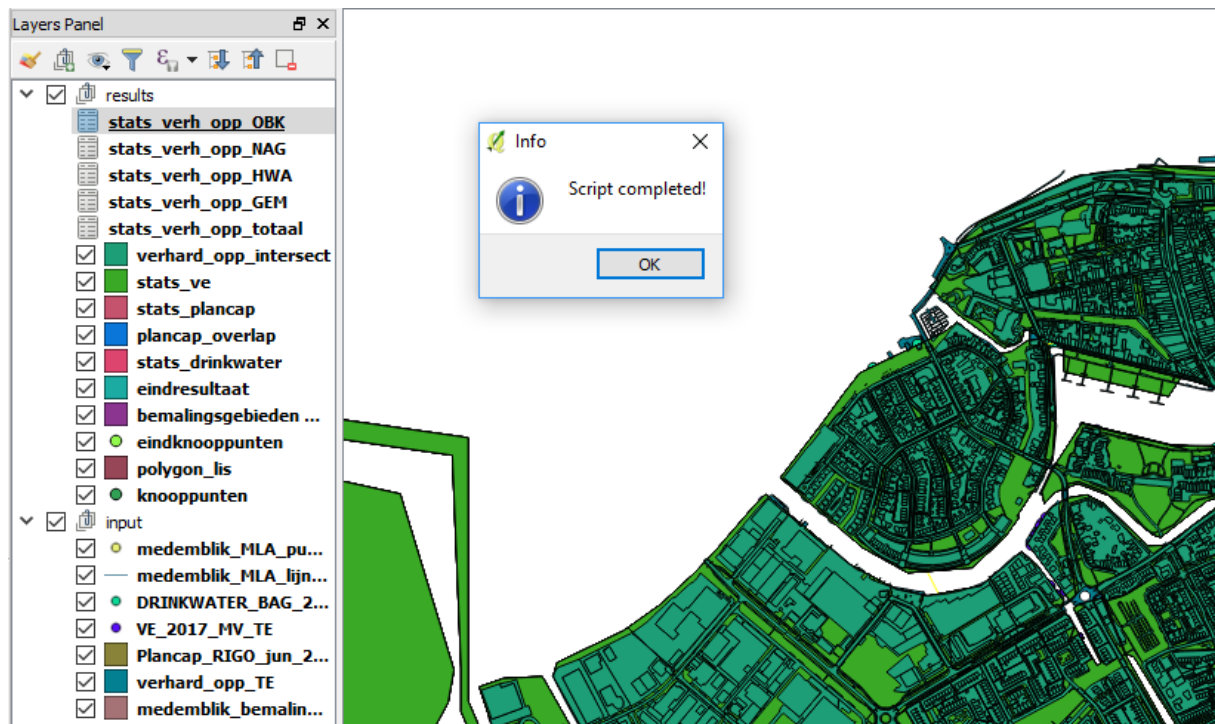 Layers Panel
results
stats_verh_opp_OBK
stats_verh_opp_NAG
stats_verh_opp_HWA
stats_verh_opp_GEM
stats_verh_opp_totaal
verhard_opp_intersect
stats_ve
stats_plancap
plancap_overlap
stats_drinkwater
eindresultaat
bemalingsgebieden ...
eindknooppunten
polygon_lis
knooppunten
input
medemblik_MLA_pu...
medemblik_MLA_lijn...
DRINKWATER_BAG_2...
VE_2017_MV_TE
Plancap_RIGO_jun_2...
verhard_opp_TE
medemblik_bemalin...
Info
Script completed!
OK